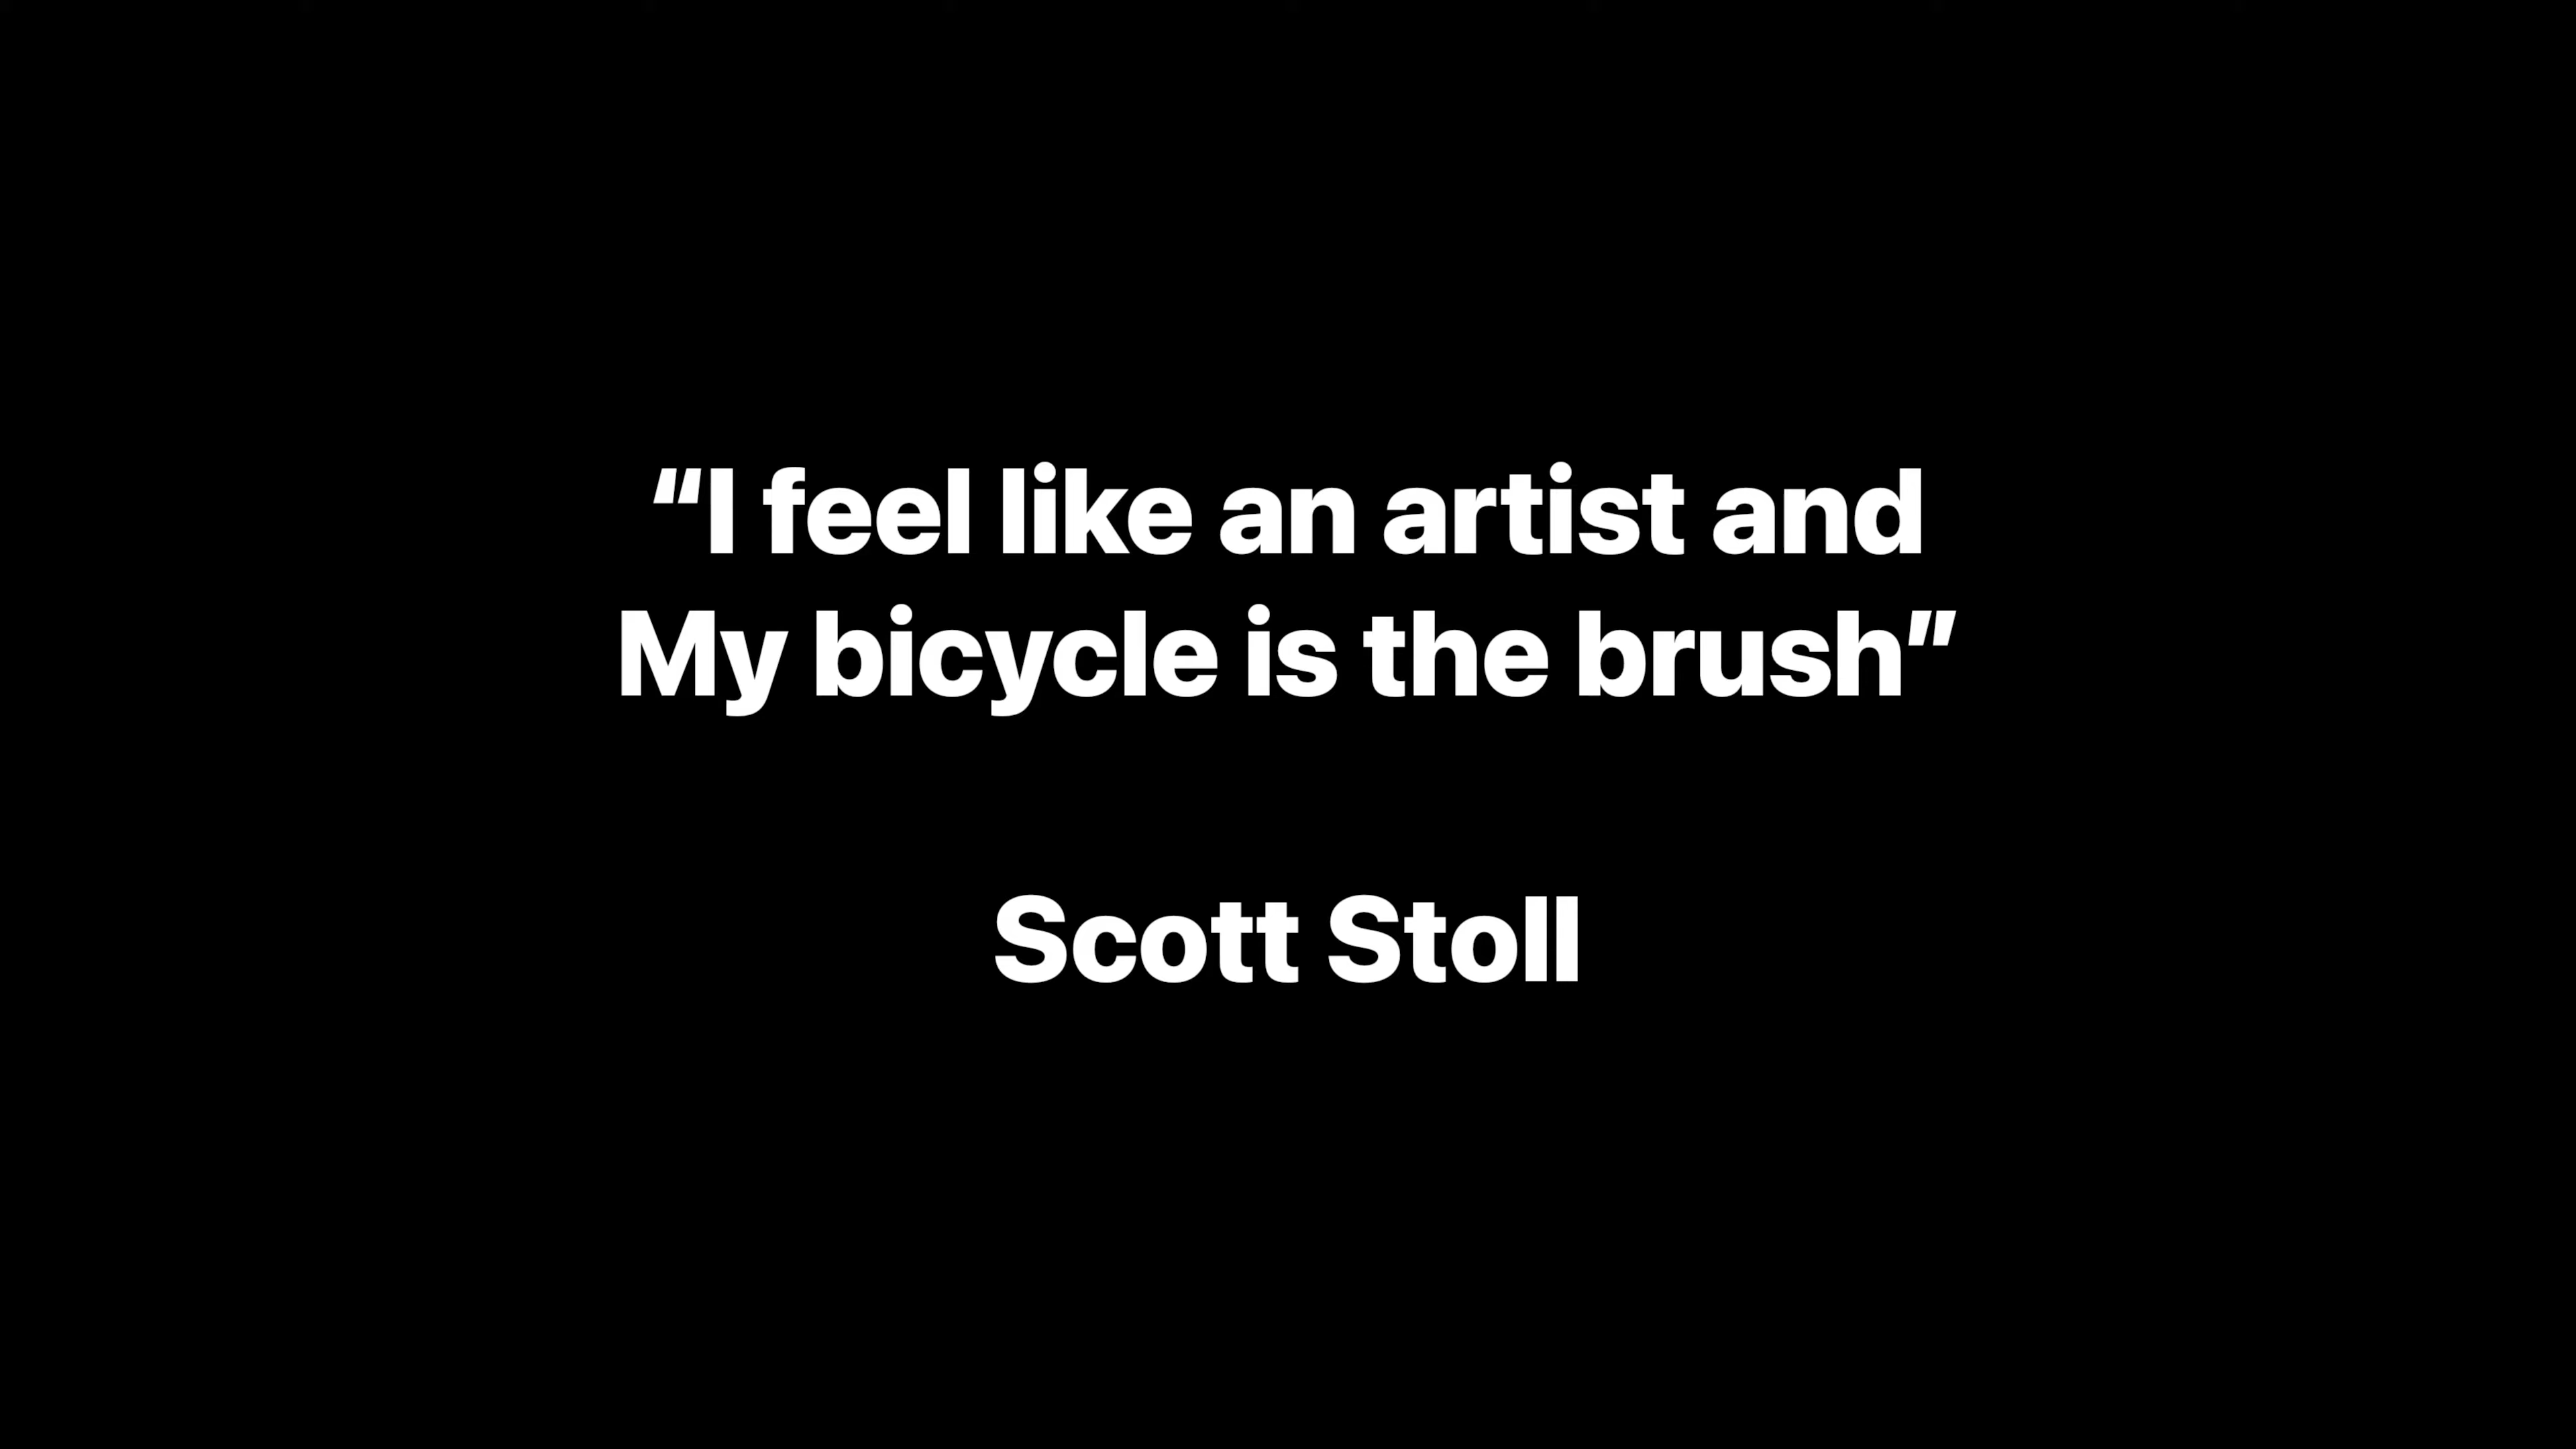 “I feel like an artist and
My bicycle is the brush”
Scott Stoll